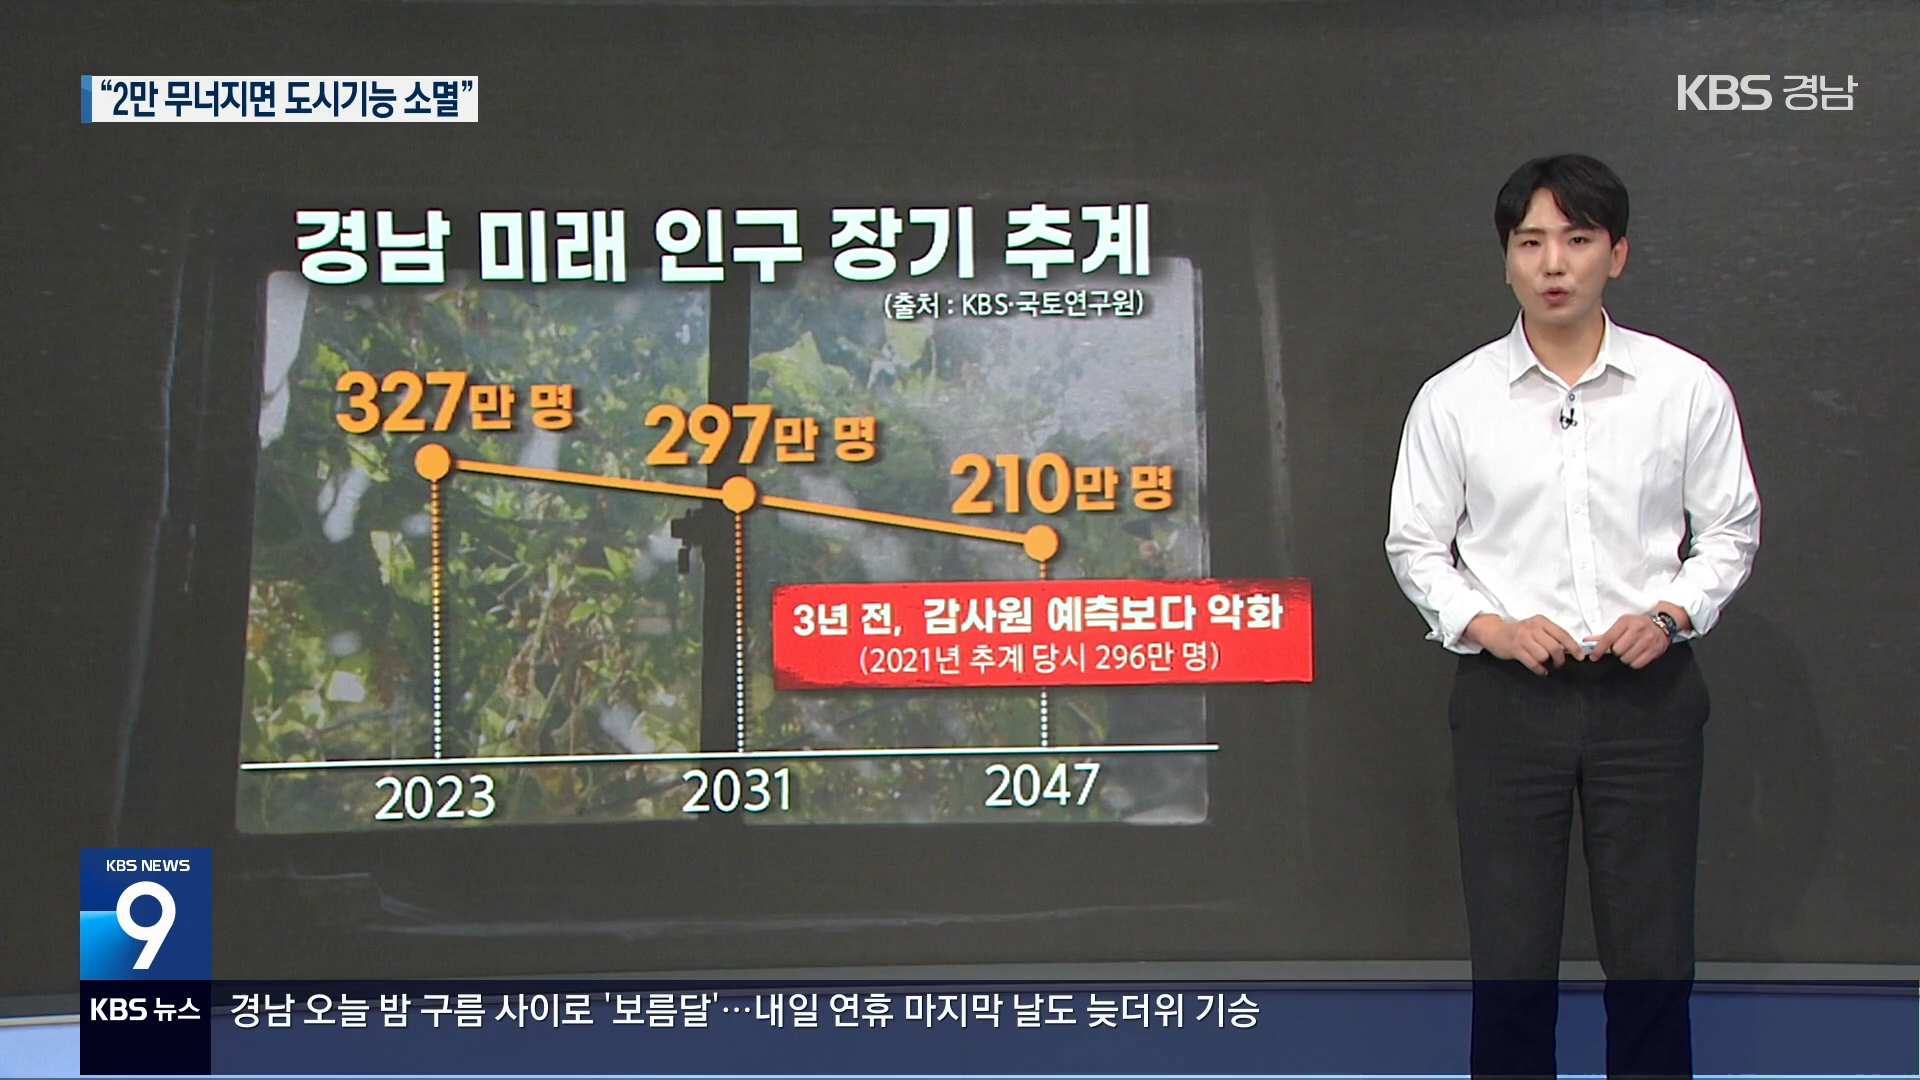 “2만 무너지면 도시기능 소멸”
KBS 경남
경남 미래 인구 장기 추계
(출처 : KBS·국토연구원)
327만 명
297만 명
210만 명
3년 전, 감사원 예측보다 악화
(2021년 추계 당시 296만 명)
2023
2031
2047
KBS NEWS
9
KBS 뉴스
경남 오늘 밤 구름 사이로 '보름달'…내일 연휴 마지막 날도 늦더위 기승